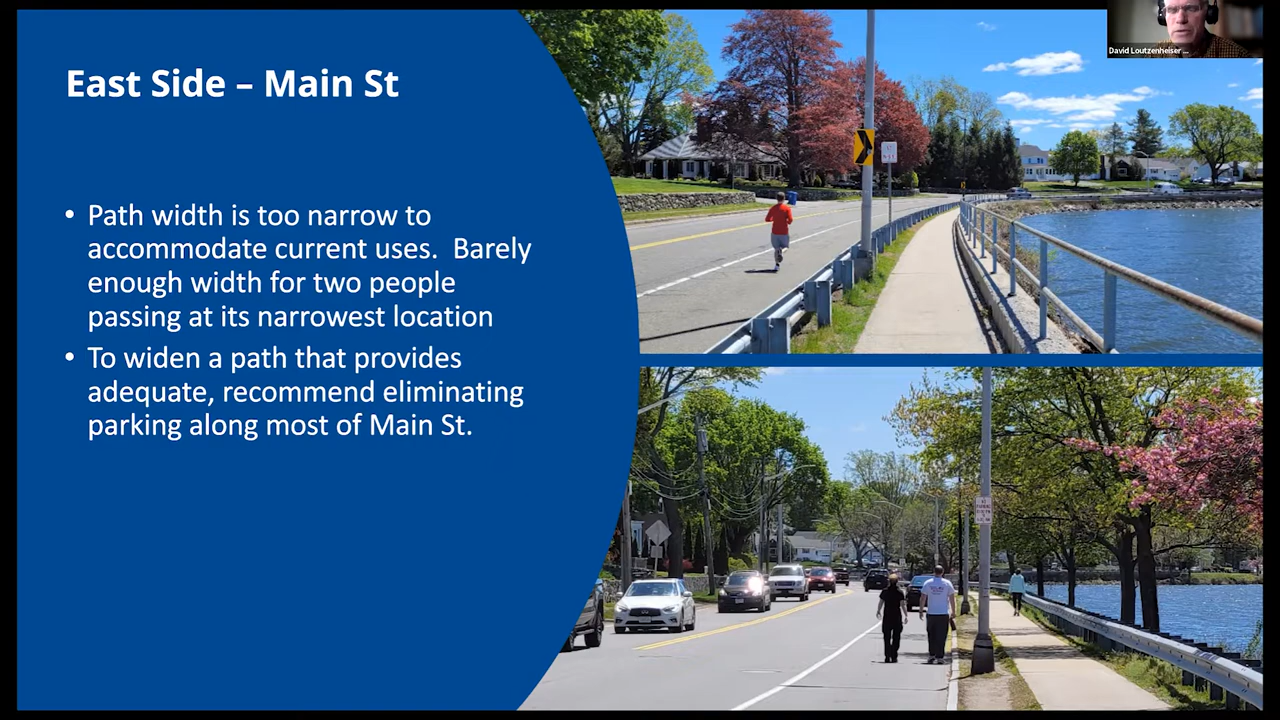 David Loutzenheiser ...
East Side – Main St
• Path width is too narrow to
accommodate current uses.  Barely
enough width for two people
passing at its narrowest location
• To widen a path that provides
adequate, recommend eliminating
parking along most of Main St.